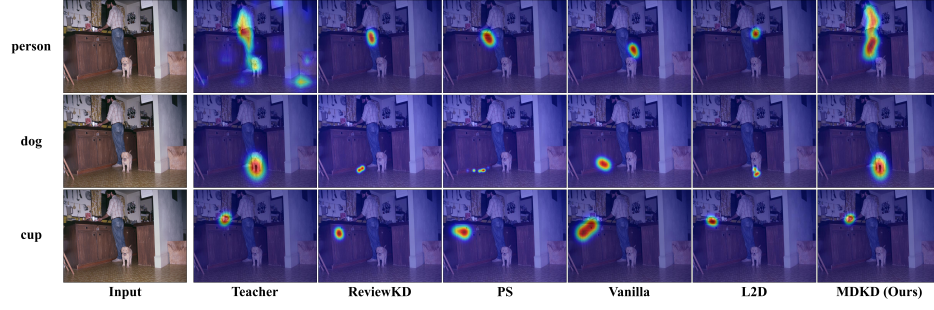 person
dog
cup
Input Teacher ReviewKD PS Vanilla L2D MDKD (Ours)